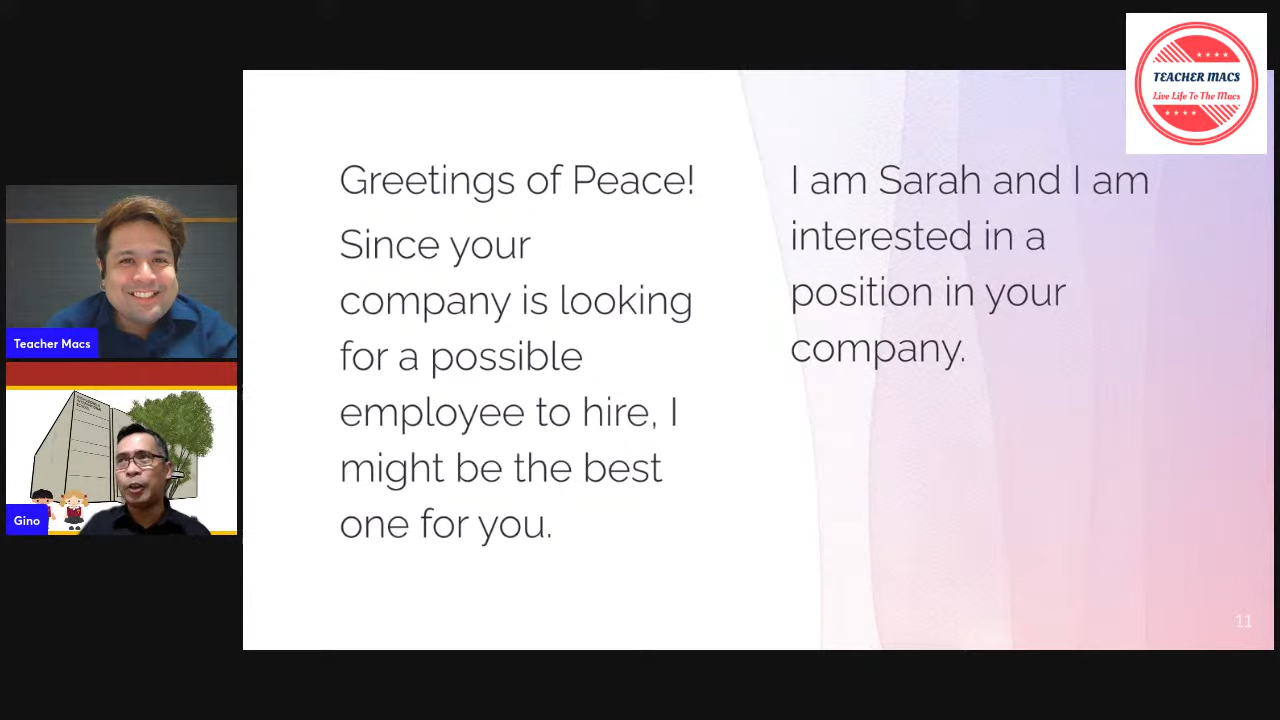 TEACHER MACS
Live Life To The Macs
Greetings of Peace!
Since your
company is looking
for a possible
employee to hire, I
might be the best
one for you.
I am Sarah and I am
interested in a
position in your
company.
Teacher Macs
Gino
11